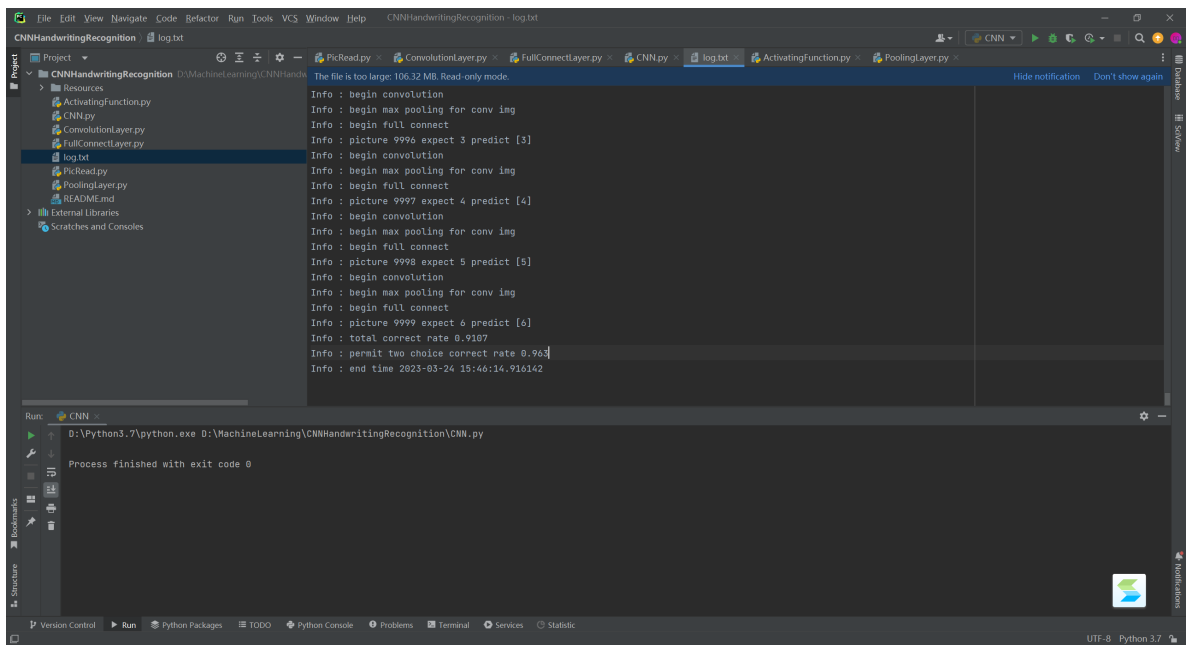 File Edit View Navigate Code Refactor Run Tools VCS Window Help CNNHandwritingRecognition - log.txt
CNNHandwritingRecognition log.txt CNN
Project PicRead.py ConvolutionLayer.py FullConnectLayer.py CNN.py log.txt ActivatingFunction.py PoolingLayer.py
Project
CNNHandwritingRecognition D:\MachineLearning\CNNHandw
Resources
ActivatingFunction.py
CNN.py
ConvolutionLayer.py
FullConnectLayer.py
log.txt
PicRead.py
PoolingLayer.py
README.md
External Libraries
Scratches and Consoles
The file is too large: 106.32 MB. Read-only mode. Hide notification Don't show again
Info : begin convolution
Info : begin max pooling for conv img
Info : begin full connect
Info : picture 9996 expect 3 predict [3]
Info : begin convolution
Info : begin max pooling for conv img
Info : begin full connect
Info : picture 9997 expect 4 predict [4]
Info : begin convolution
Info : begin max pooling for conv img
Info : begin full connect
Info : picture 9998 expect 5 predict [5]
Info : begin convolution
Info : begin max pooling for conv img
Info : begin full connect
Info : picture 9999 expect 6 predict [6]
Info : total correct rate 0.9107
Info : permit two choice correct rate 0.963
Info : end time 2023-03-24 15:46:14.916142
Database
SciView
Run: CNN
D:\Python3.7\python.exe D:\MachineLearning\CNNHandwritingRecognition\CNN.py
Process finished with exit code 0
Bookmarks
Structure
Notifications
Version Control Run Python Packages TODO Python Console Problems Terminal Services Statistic
UTF-8 Python 3.7